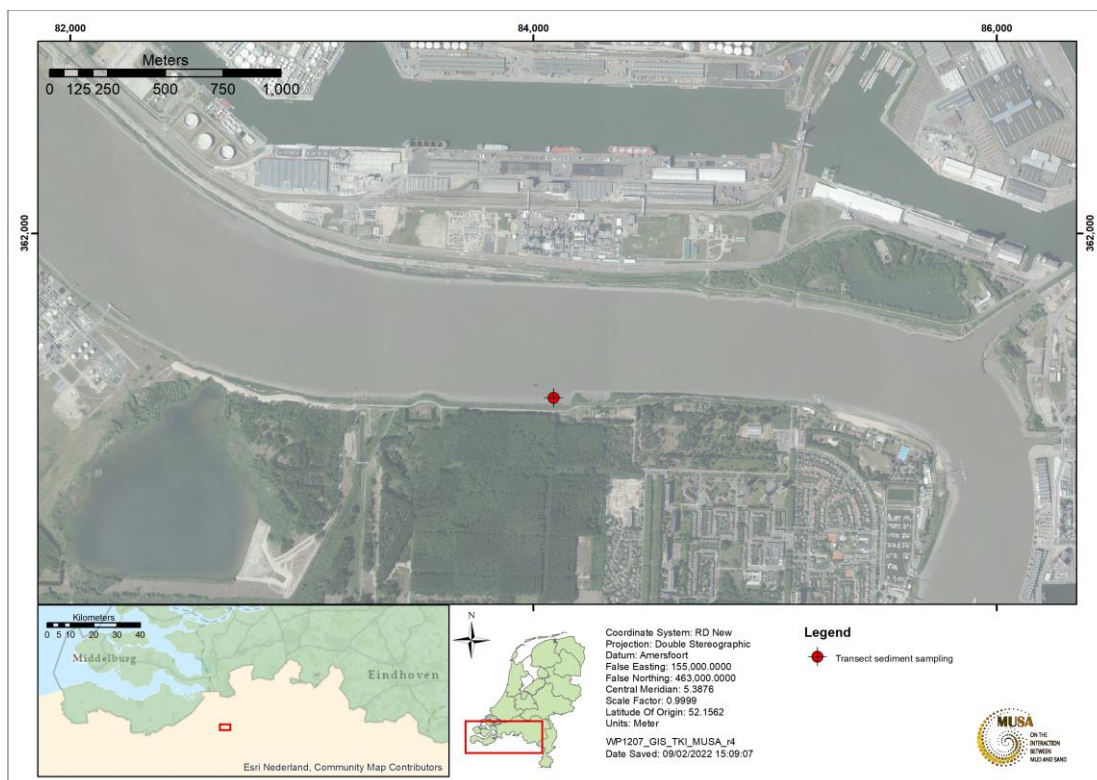 82,000 84,000 86,000
Meters
0 125 250 500 750 1,000
362,000 362,000
Kilometers
0 5 10 20 30 40
Middelburg
Eindhoven
Esri Nederland, Community Map Contributors
N
Coordinate System: RD New
Projection: Double Stereographic
Datum: Amersfoort
False Easting: 155,000.0000
False Northing: 463,000.0000
Central Meridian: 5.3876
Scale Factor: 0.9999
Latitude Of Origin: 52.1562
Units: Meter
WP1207_GIS_TKI_MUSA_r4
Date Saved: 09/02/2022 15:09:07
Legend
Transect sediment sampling
MUSA
ON THE
INTERACTION
BETWEEN
MUD AND SAND